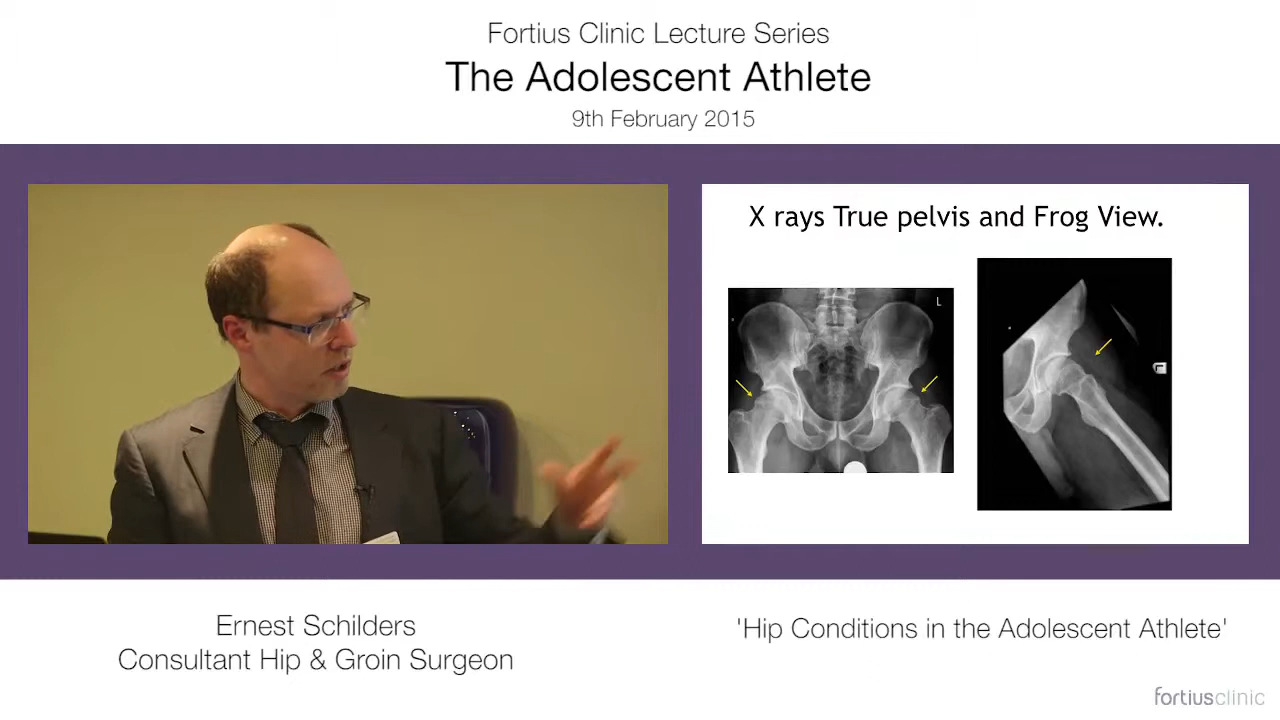 Fortius Clinic Lecture Series
The Adolescent Athlete
9th February 2015
X rays True pelvis and Frog View.
L
Ernest Schilders
Consultant Hip & Groin Surgeon
'Hip Conditions in the Adolescent Athlete'
fortiusclinic